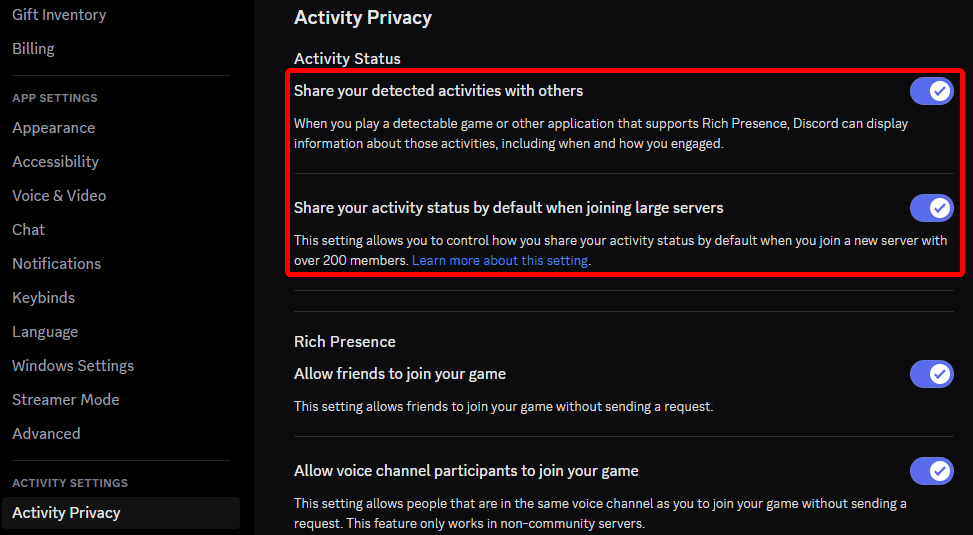 Gift Inventory
Billing
APP SETTINGS
Appearance
Accessibility
Voice & Video
Chat
Notifications
Keybinds
Language
Windows Settings
Streamer Mode
Advanced
ACTIVITY SETTINGS
Activity Privacy
Activity Privacy
Activity Status
Share your detected activities with others
When you play a detectable game or other application that supports Rich Presence, Discord can display
information about those activities, including when and how you engaged.
Share your activity status by default when joining large servers
This setting allows you to control how you share your activity status by default when you join a new server with
over 200 members. Learn more about this setting.
Rich Presence
Allow friends to join your game
This setting allows friends to join your game without sending a request.
Allow voice channel participants to join your game
This setting allows people that are in the same voice channel as you to join your game without sending a
request. This feature only works in non-community servers.